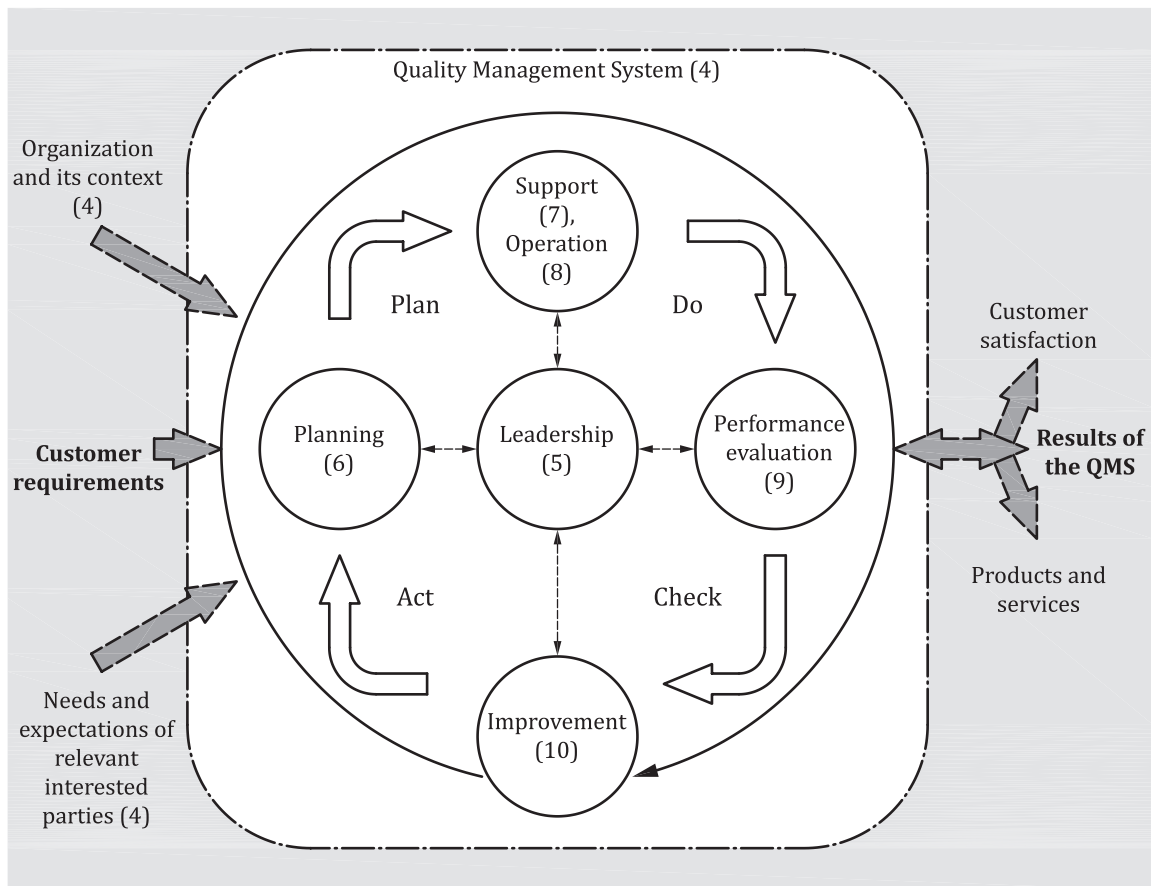 Quality Management System (4)
Organization
and its context
(4)
Support
(7),
Operation
(8)
Plan
Do
Customer
satisfaction
Customer
requirements
Planning
(6)
Leadership
(5)
Performance
evaluation
(9)
Results of
the QMS
Act
Check
Products and
services
Needs and
expectations of
relevant
interested
parties (4)
Improvement
(10)